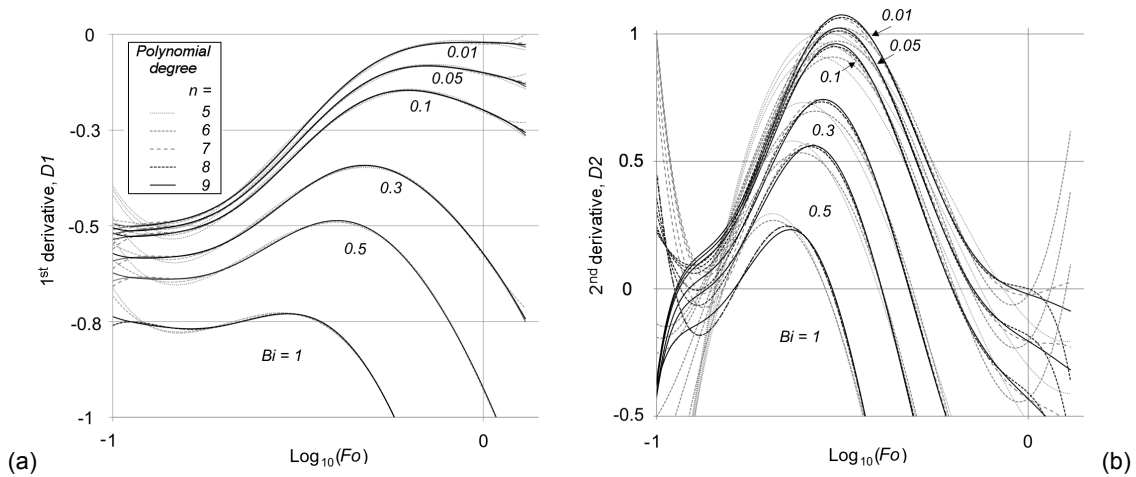 0
Polynomial degree
n =
5
6
7
8
9
0.01
0.05
0.1
0.3
0.5
Bi = 1
-0.3
-0.5
-0.8
-1
-1
0
1st derivative, D1
Log10(Fo)
(a)
1
0.5
0
-0.5
-1
0
0.01
0.05
0.1
0.3
0.5
Bi = 1
2nd derivative, D2
Log10(Fo)
(b)